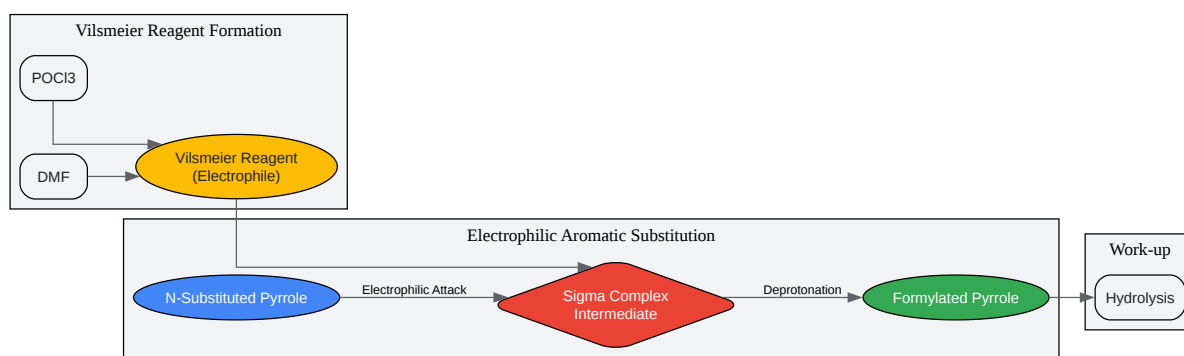 Vilsmeier Reagent Formation
POCl3
DMF
Vilsmeier Reagent
(Electrophile)
Electrophilic Aromatic Substitution
N-Substituted Pyrrole
Electrophilic Attack
Sigma Complex
Intermediate
Deprotonation
Formylated Pyrrole
Work-up
Hydrolysis